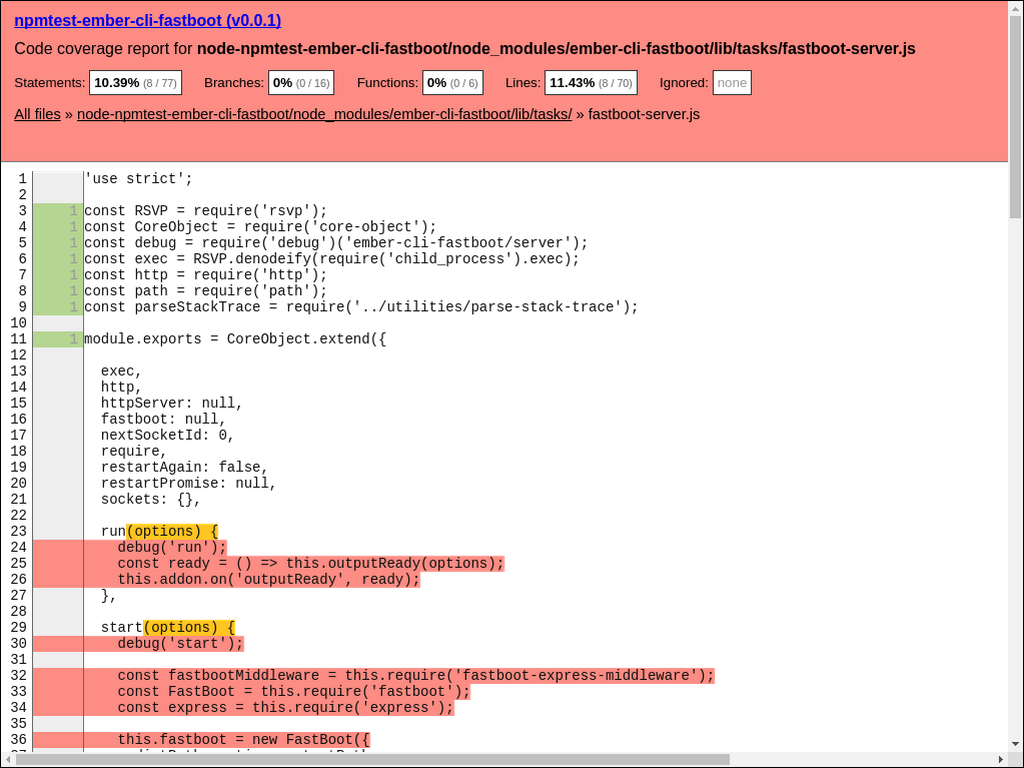 npmtest-ember-cli-fastboot (v0.0.1)
Code coverage report for node-npmtest-ember-cli-fastboot/node_modules/ember-cli-fastboot/lib/tasks/fastboot-server.js
Statements: 10.39% (8 / 77) Branches: 0% (0 / 16) Functions: 0% (0 / 6) Lines: 11.43% (8 / 70) Ignored: none
All files » node-npmtest-ember-cli-fastboot/node_modules/ember-cli-fastboot/lib/tasks/ » fastboot-server.js
1 'use strict';
2
3 1 const RSVP = require('rsvp');
4 1 const CoreObject = require('core-object');
5 1 const debug = require('debug')('ember-cli-fastboot/server');
6 1 const exec = RSVP.denodeify(require('child_process').exec);
7 1 const http = require('http');
8 1 const path = require('path');
9 1 const parseStackTrace = require('../utilities/parse-stack-trace');
10
11 1 module.exports = CoreObject.extend({
12
13 exec,
14 http,
15 httpServer: null,
16 fastboot: null,
17 nextSocketId: 0,
18 require,
19 restartAgain: false,
20 restartPromise: null,
21 sockets: {},
22
23 run(options) {
24 debug('run');
25 const ready = () => this.outputReady(options);
26 this.addon.on('outputReady', ready);
27 },
28
29 start(options) {
30 debug('start');
31
32 const fastbootMiddleware = this.require('fastboot-express-middleware');
33 const FastBoot = this.require('fastboot');
34 const express = this.require('express');
35
36 this.fastboot = new FastBoot({